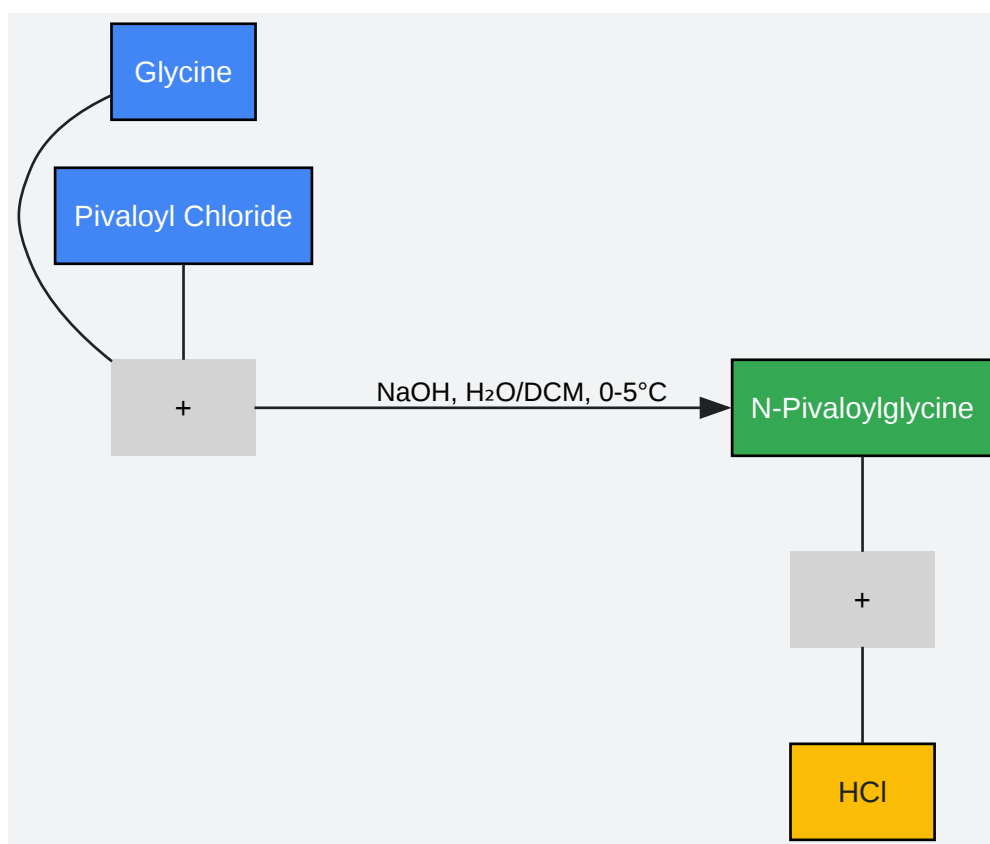 Glycine
Pivaloyl Chloride
+
NaOH, H₂O/DCM, 0-5°C
N-Pivaloylglycine
+
HCl